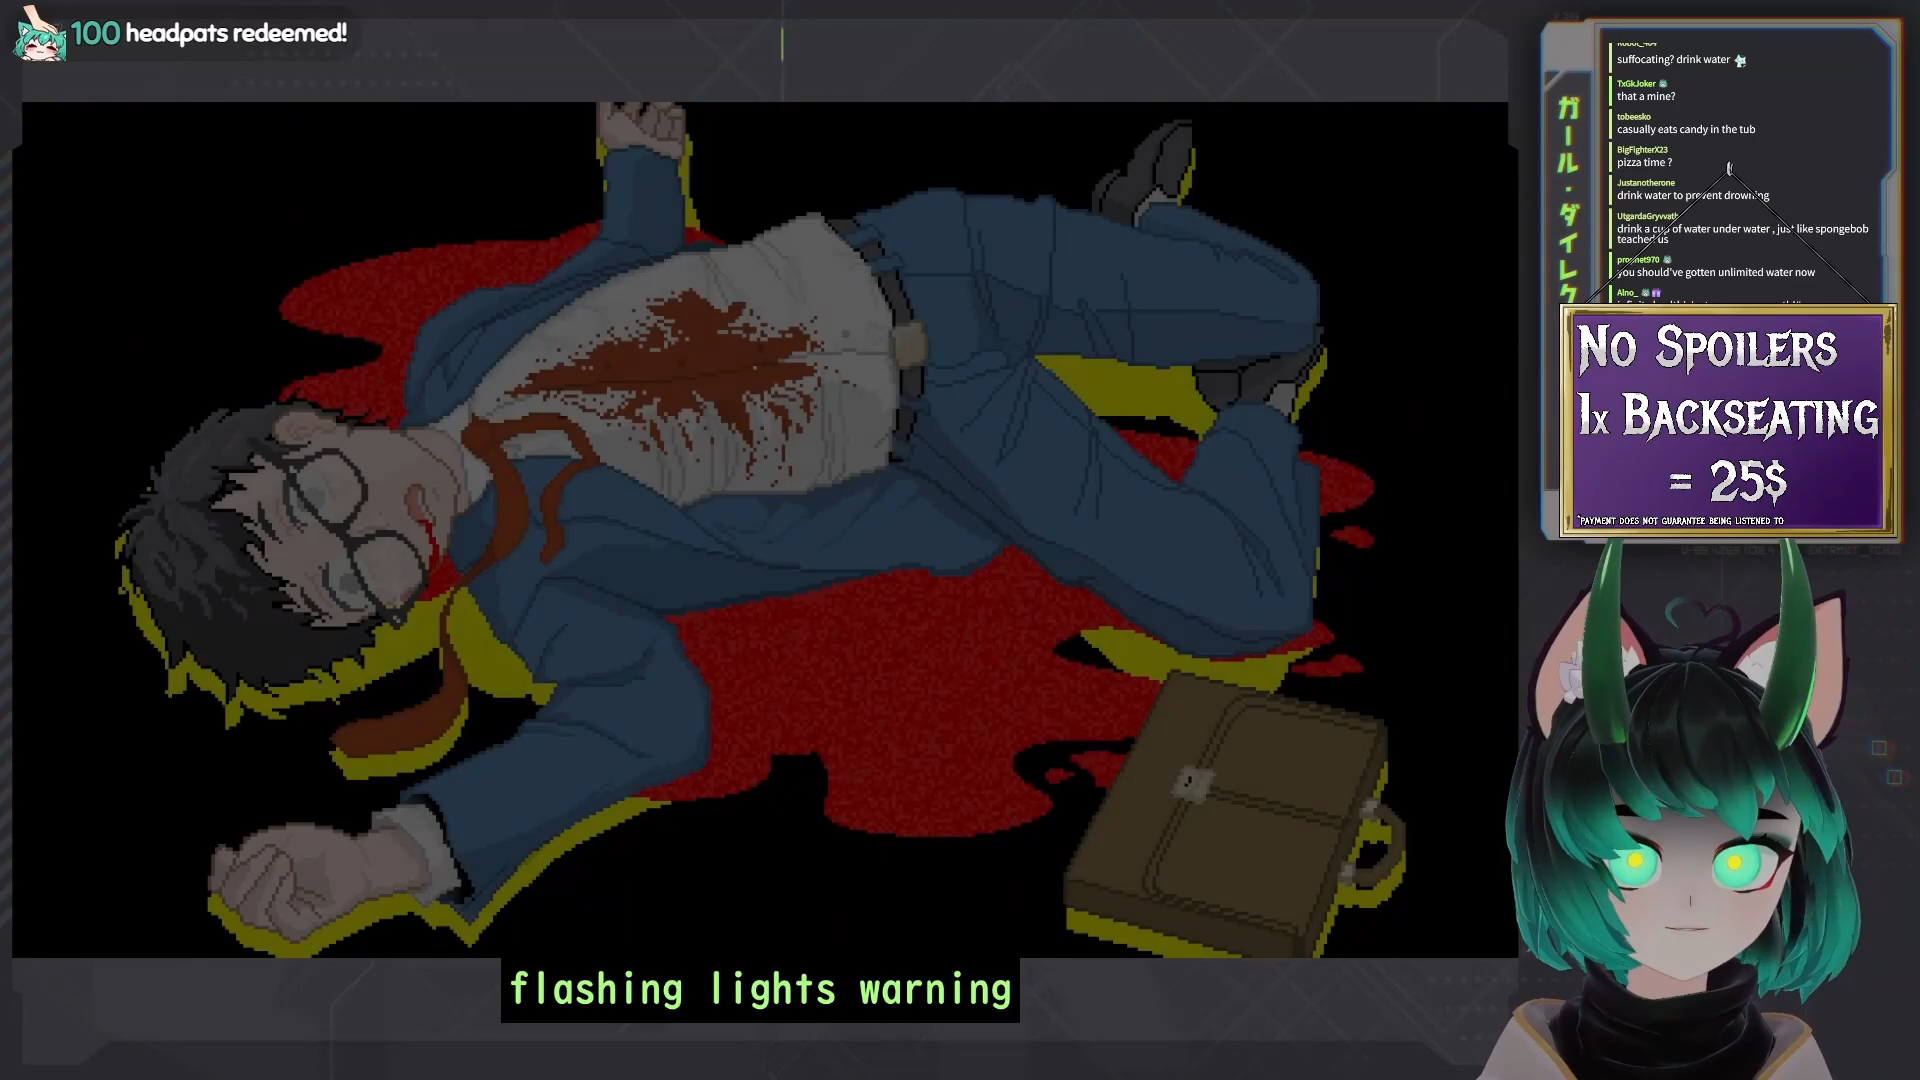 100 headpats redeemed!
suffocating? drink water
TxGkJoker
that a mine?
tobeesko
casually eats candy in the tub
BigFighterX23
pizza time ?
Justanotherone
drink water to prevent drowning
UtgardaGryvvath
drink a cup of water under water , just like spongebob
teached us
you should've gotten unlimited water now
Alno_
ガール・ダイレク
No Spoilers
1x Backseating
= 25$
*Payment does not guarantee being listened to
flashing lights warning